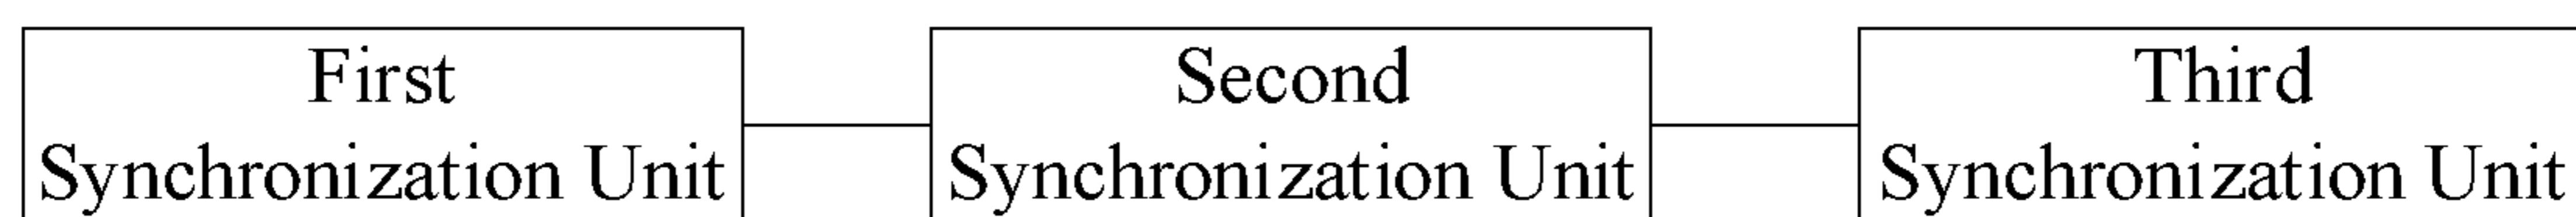 First
Synchronization Unit
Second
Synchronization Unit
Third
Synchronization Unit